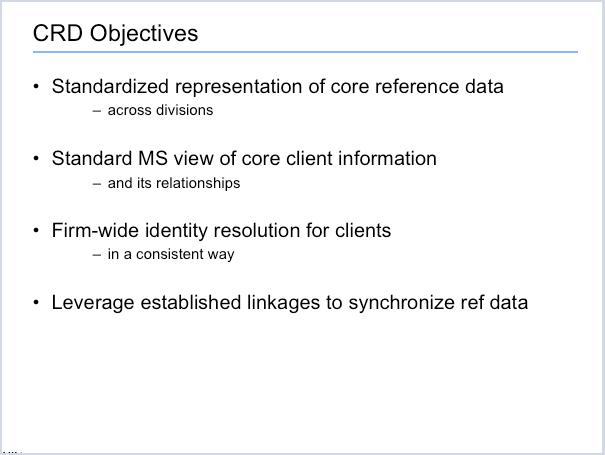 CRD Objectives
• Standardized representation of core reference data
– across divisions
• Standard MS view of core client information
– and its relationships
• Firm-wide identity resolution for clients
– in a consistent way
• Leverage established linkages to synchronize ref data